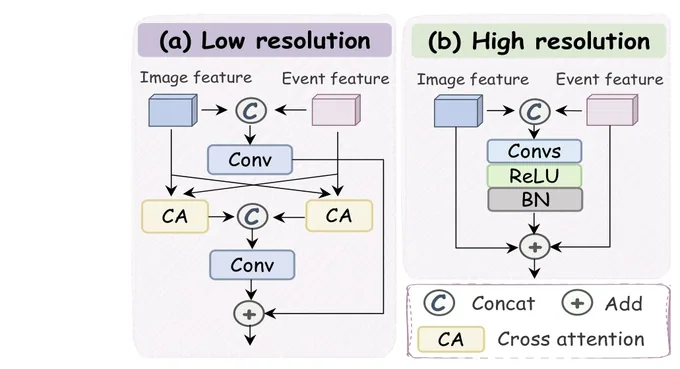 (a) Low resolution
Image feature Event feature
C
Conv
CA C CA
Conv
+
(b) High resolution
Image feature Event feature
C
Convs
ReLU
BN
+
C Concat + Add
CA Cross attention